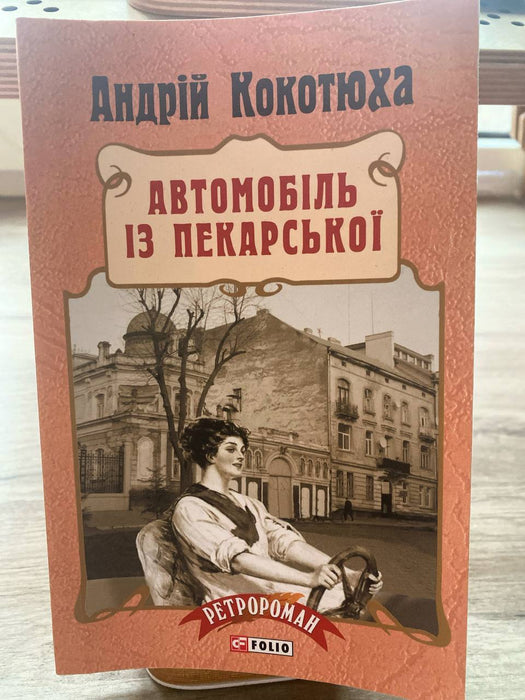 Андрій Кокотюха
АВТОМОБІЛЬ
ІЗ ПЕКАРСЬКОЇ
РЕТРОРОМАН
FOLIO